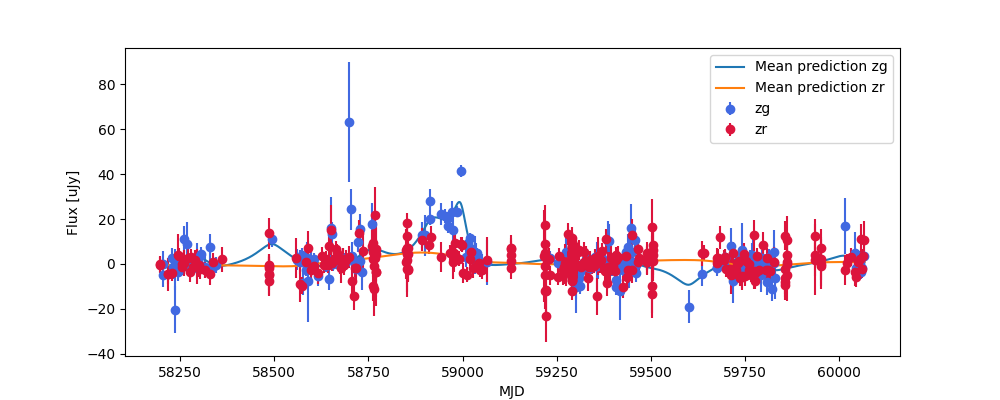 Mean prediction zg
Mean prediction zr
zg
zr
Flux [uJy]
80
60
40
20
0
−20
−40
58250
58500
58750
59000
59250
59500
59750
60000
MJD